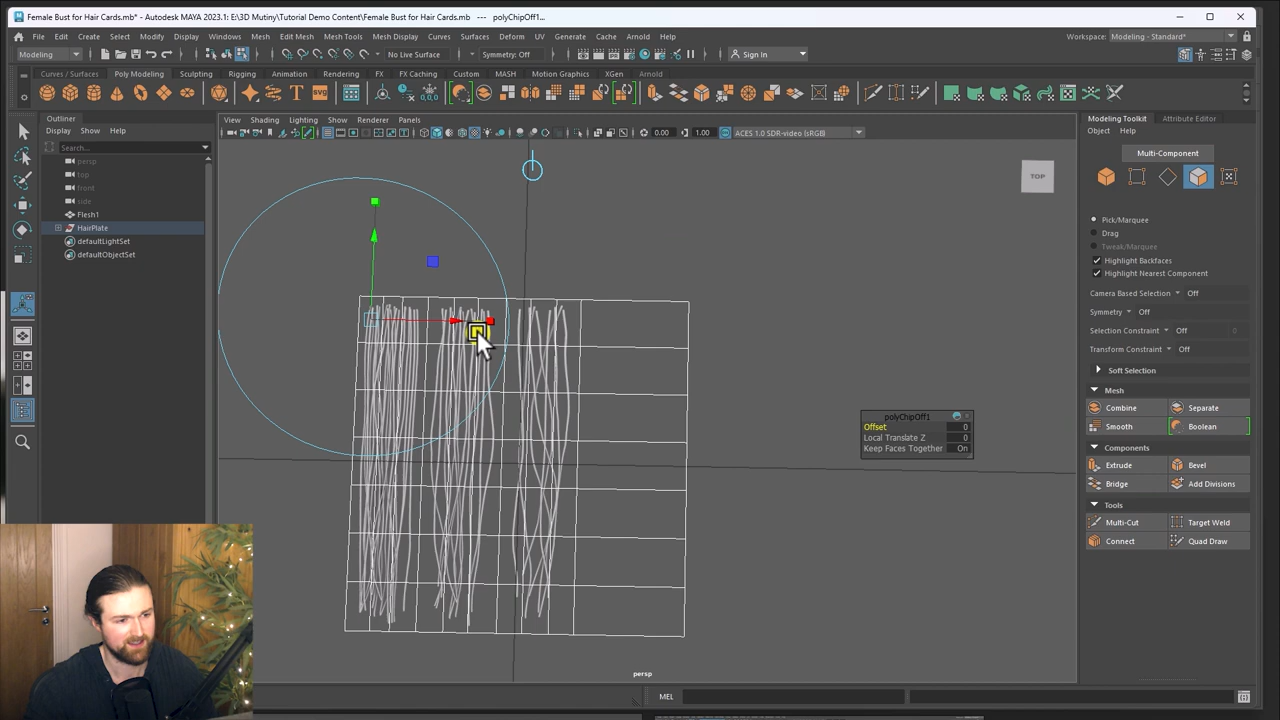 Female Bust for Hair Cards.mb* - Autodesk MAYA 2023.1: E:\3D Mutiny\Tutorial Demo Content\Female Bust for Hair Cards.mb --- polyChipOff1...
File Edit Create Select Modify Display Windows Mesh Edit Mesh Mesh Tools Mesh Display Curves Surfaces Deform UV Generate Cache Arnold Help
Workspace: Modeling - Standard*
Modeling
No Live Surface
Symmetry: Off
Sign In
Curves / Surfaces Poly Modeling Sculpting Rigging Animation Rendering FX FX Caching Custom MASH Motion Graphics XGen Arnold
Outliner
Display Show Help
Search...
persp
top
front
side
Flesh1
HairPlate
defaultLightSet
defaultObjectSet
View Shading Lighting Show Renderer Panels
0.00
1.00
ACES 1.0 SDR-video (sRGB)
TOP
polyChipOff1
Offset 0
Local Translate Z 0
Keep Faces Together On
persp
MEL
Modeling Toolkit Attribute Editor
Object Help
Multi-Component
Pick/Marquee
Drag
Tweak/Marquee
Highlight Backfaces
Highlight Nearest Component
Camera Based Selection Off
Symmetry Off
Selection Constraint Off 0
Transform Constraint Off
Soft Selection
Mesh
Combine Separate
Smooth Boolean
Components
Extrude Bevel
Bridge Add Divisions
Tools
Multi-Cut Target Weld
Connect Quad Draw